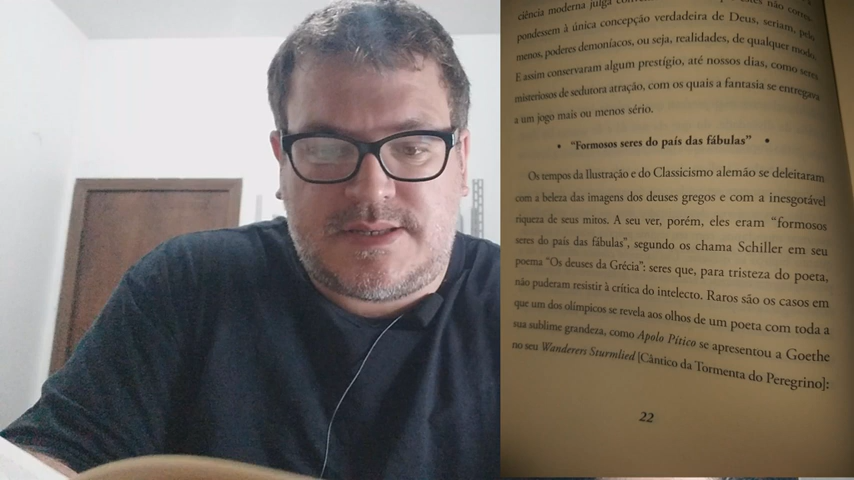 ciência moderna julga
pondessem à única concepção verdadeira de Deus, seriam, pelo
menos, poderes demoníacos, ou seja, realidades, de qualquer modo.
E assim conservaram algum prestígio, até nossos dias, como seres
misteriosos de sedutora atração, com os quais a fantasia se entregava
a um jogo mais ou menos sério.
• "Formosos seres do país das fábulas" •
Os tempos da Ilustração e do Classicismo alemão se deleitaram
com a beleza das imagens dos deuses gregos e com a inesgotável
riqueza de seus mitos. A seu ver, porém, eles eram "formosos
seres do país das fábulas", segundo os chama Schiller em seu
poema "Os deuses da Grécia": seres que, para tristeza do poeta,
não puderam resistir à crítica do intelecto. Raros são os casos em
que um dos olímpicos se revela aos olhos de um poeta com toda a
sua sublime grandeza, como Apolo Pítico se apresentou a Goethe
no seu Wanderers Sturmlied [Cântico da Tormenta do Peregrino]:
22